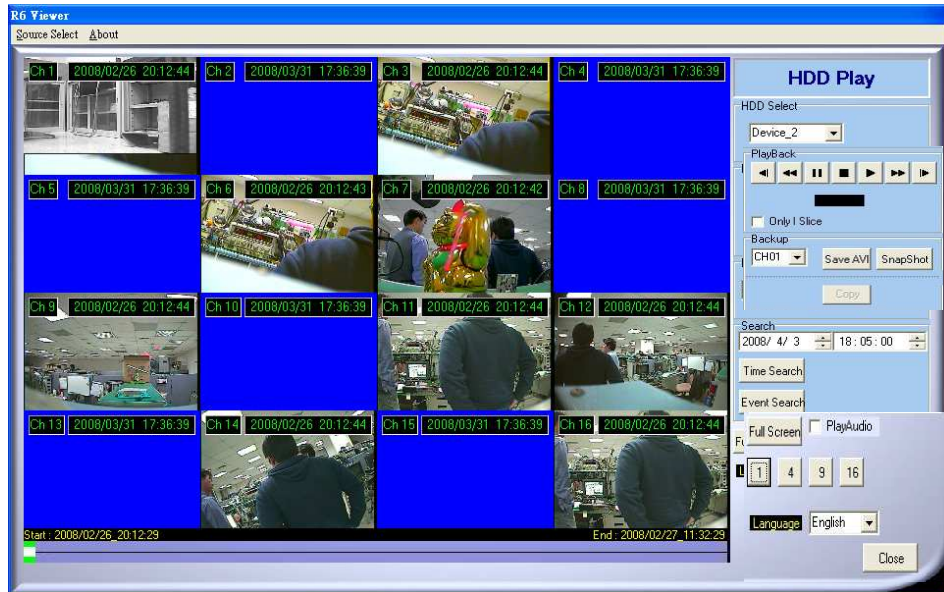 R6 Viewer
Source Select About
Ch 1 2008/02/26 20:12:44
Ch 2 2008/03/31 17:36:39
Ch 3 2008/02/26 20:12:44
Ch 4 2008/03/31 17:36:39
Ch 5 2008/03/31 17:36:39
Ch 6 2008/02/26 20:12:43
Ch 7 2008/02/26 20:12:42
Ch 8 2008/03/31 17:36:39
Ch 9 2008/02/26 20:12:44
Ch 10 2008/03/31 17:36:39
Ch 11 2008/02/26 20:12:44
Ch 12 2008/02/26 20:12:44
Ch 13 2008/03/31 17:36:39
Ch 14 2008/02/26 20:12:44
Ch 15 2008/03/31 17:36:39
Ch 16 2008/02/26 20:12:44
Start : 2008/02/26_20:12:29
End : 2008/02/27_11:32:29
HDD Play
HDD Select
Device_2
PlayBack
Only I Slice
Backup
CH01 Save AVI SnapShot
Copy
Search
2008/ 4/ 3 18 : 05 : 00
Time Search
Event Search
Full Screen PlayAudio
1 4 9 16
Language English
Close